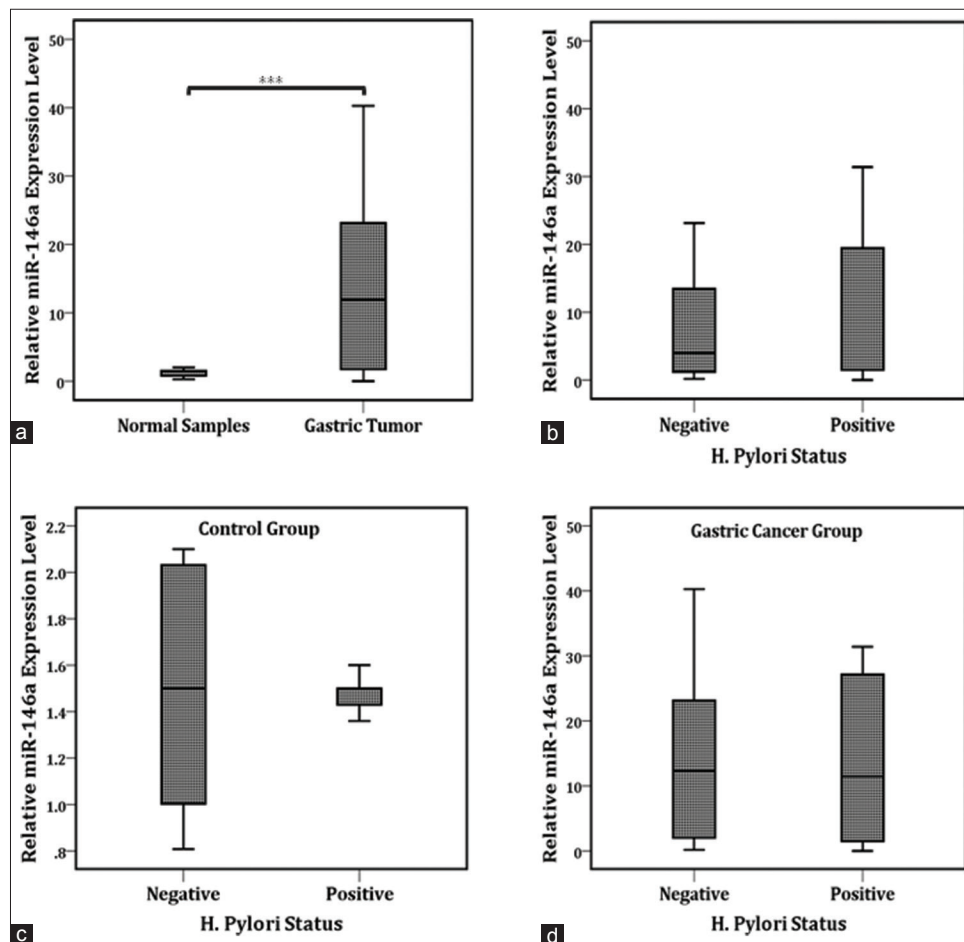 Relative miR-146a Expression Level
50
40
30
20
10
0
***
Normal Samples Gastric Tumor
a
Relative miR-146a Expression Level
50
40
30
20
10
0
Negative Positive
H. Pylori Status
b
Control Group
Relative miR-146a Expression Level
2.2
2.0
1.8
1.6
1.4
1.2
1.0
.8
Negative Positive
H. Pylori Status
c
Gastric Cancer Group
Relative miR-146a Expression Level
50
40
30
20
10
0
Negative Positive
H. Pylori Status
d